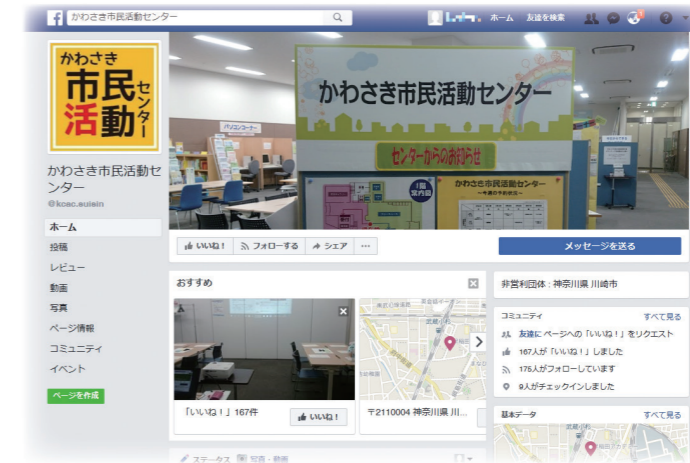 かわさき市民活動センター
ホーム
友達を検索
かわさき
市民
活動
センター
かわさき市民活動センター
パソコンコーナー
センターからのお知らせ
1階
案内図
かわさき市民活動センター
かわさき市民活動セ
ンター
@kosc.suisin
ホーム
投稿
レビュー
動画
写真
ページ情報
コミュニティ
イベント
ページを作成
いいね！
フォローする
シェア
メッセージを送る
おすすめ
「いいね！」167件
いいね！
〒2110004 神奈川県 川...
武蔵小杉
ステータス
写真・動画
非営利団体 : 神奈川県 川崎市
コミュニティ
すべて見る
友達に ページへの「いいね！」をリクエスト
167人が「いいね！」しました
175人がフォローしています
9人がチェックインしました
基本データ
すべて見る